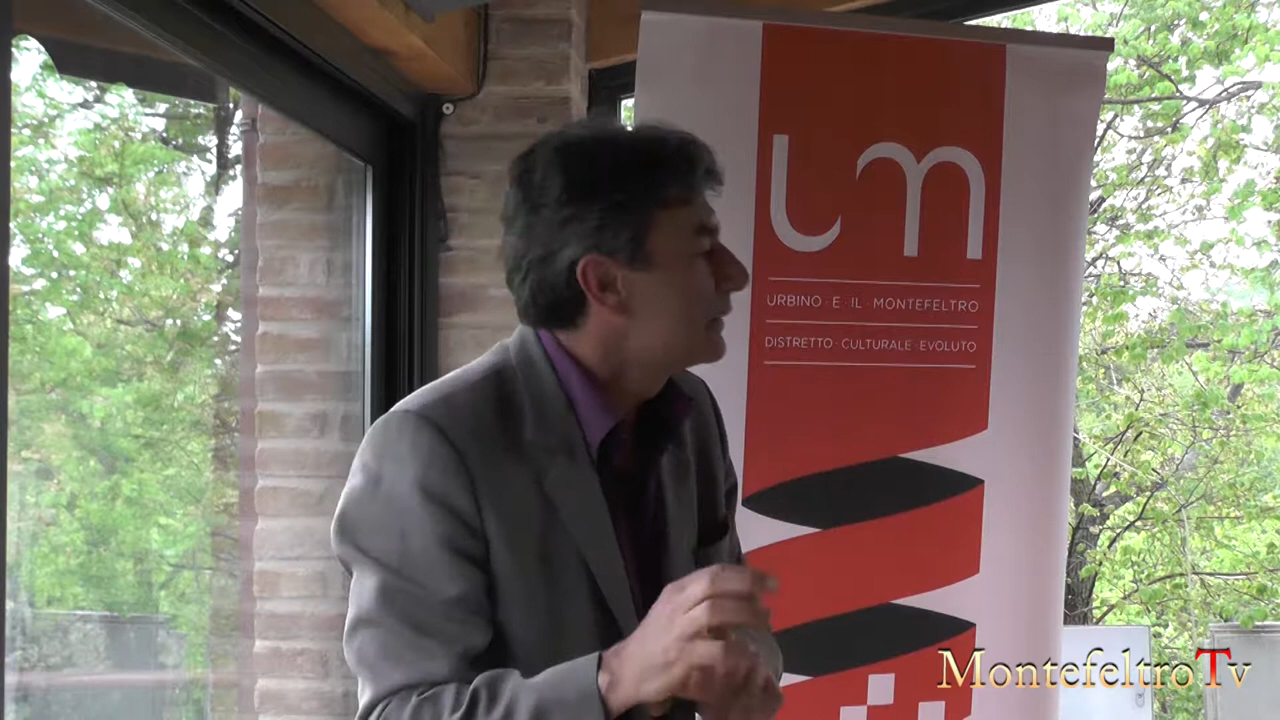 um
URBINO · E · IL · MONTEFELTRO
DISTRETTO · CULTURALE · EVOLUTO
MontefeltroTv